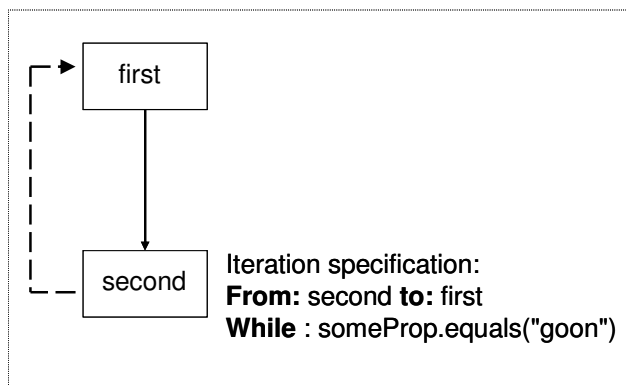 first
second
Iteration specification:
From: second to: first
While : someProp.equals("goon")